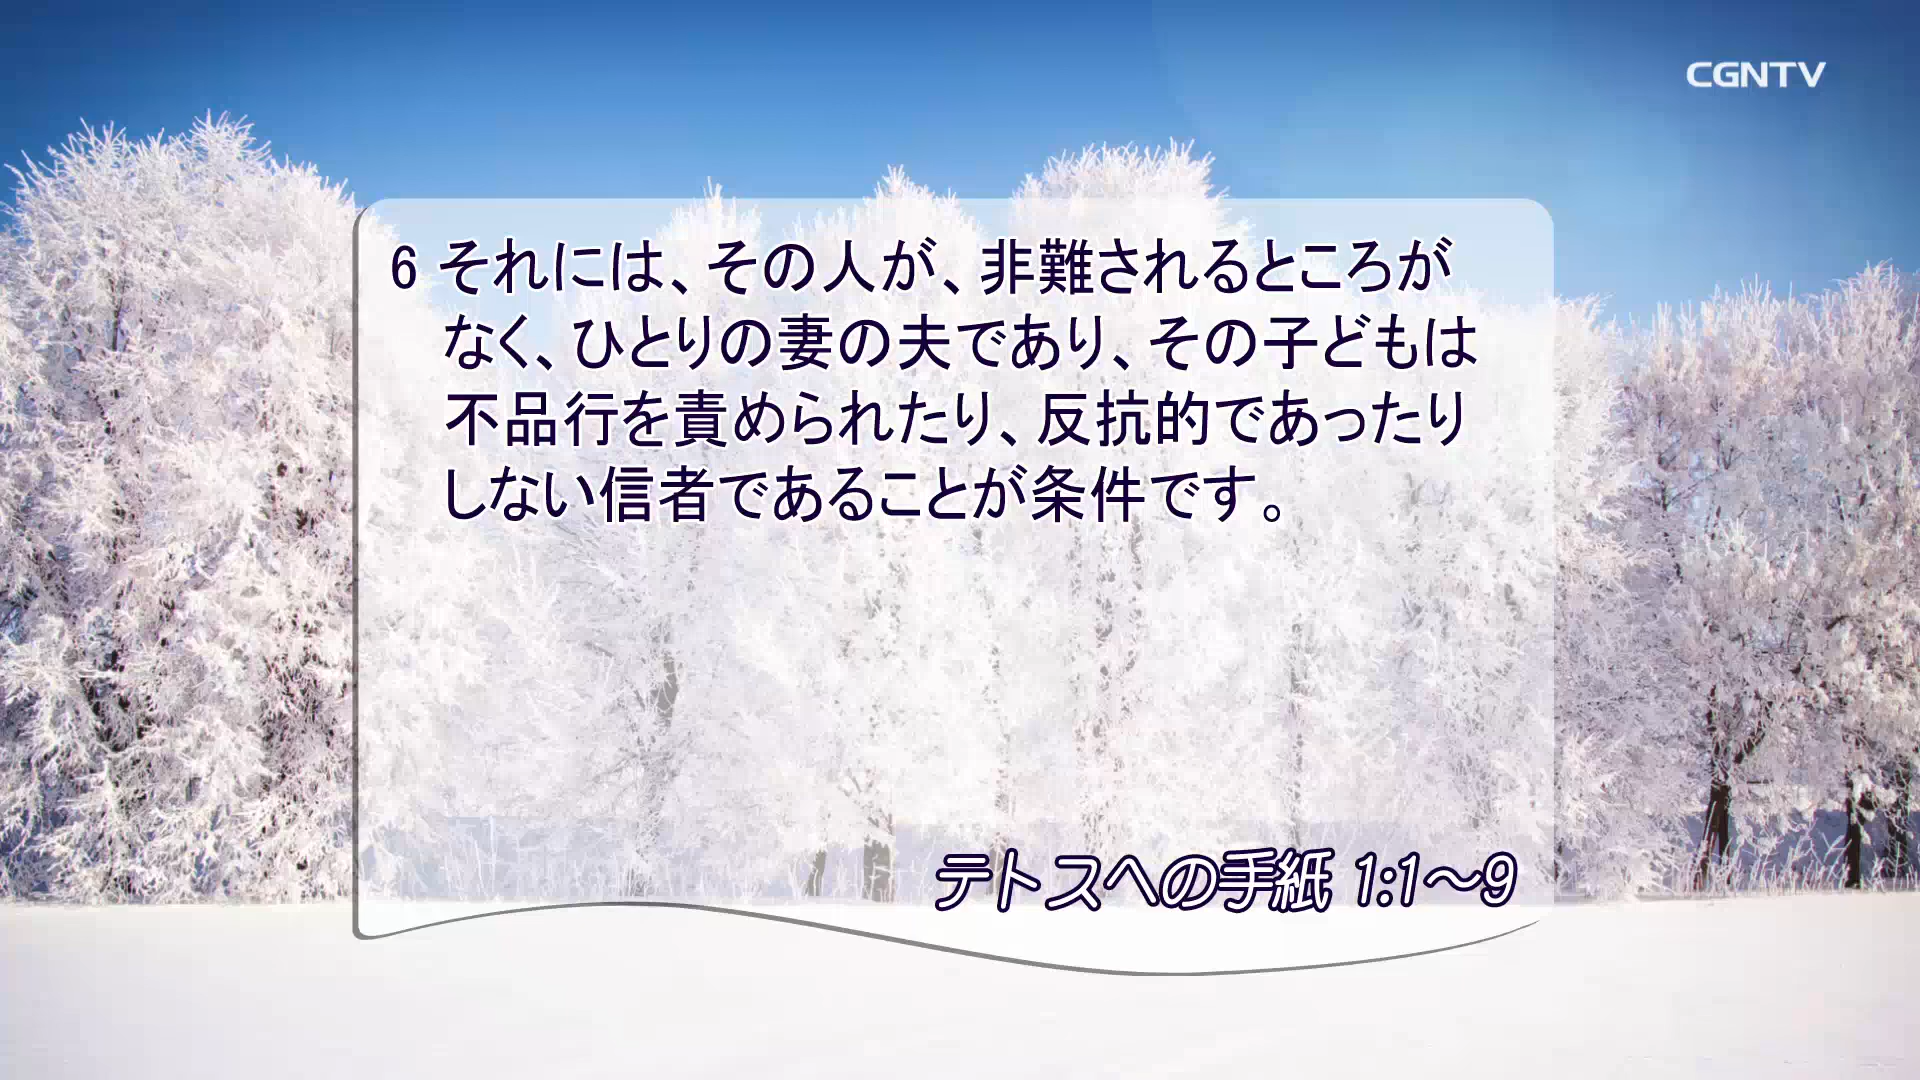 CGNTV
6 それには、その人が、非難されるところが
なく、ひとりの妻の夫であり、その子どもは
不品行を責められたり、反抗的であったり
しない信者であることが条件です。
テトスへの手紙 1:1〜9